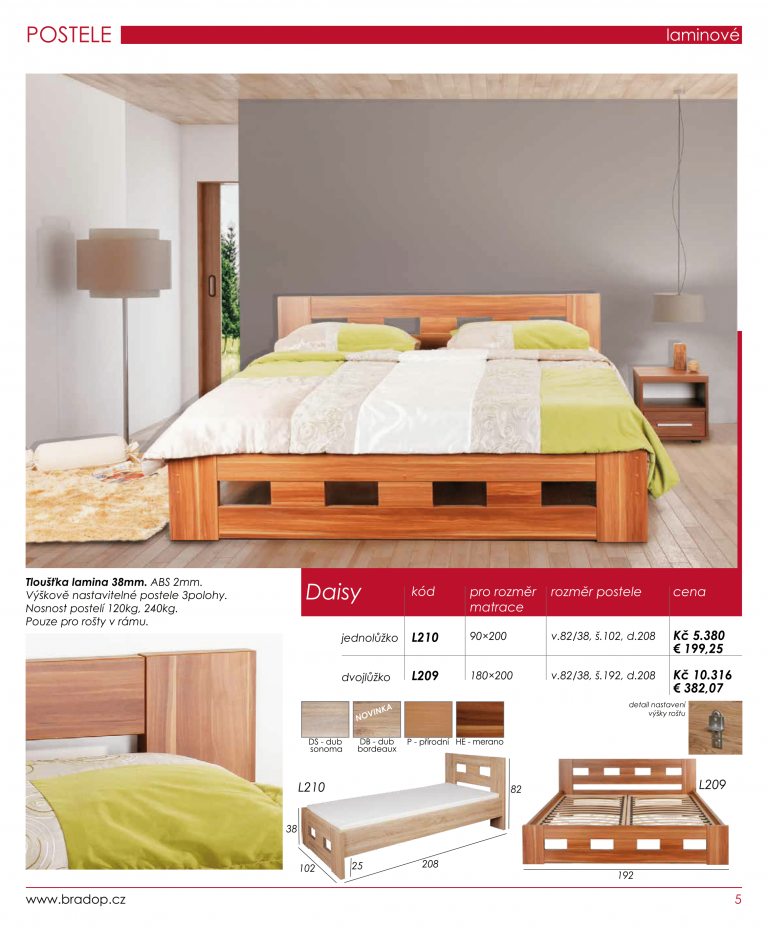 POSTELE
laminové
Tloušťka lamina 38mm. ABS 2mm.
Výškově nastavitelné postele 3polohy.
Nosnost postelí 120kg, 240kg.
Pouze pro rošty v rámu.
Daisy kód pro rozměr rozměr postele cena
matrace
jednolůžko L210 90×200 v.82/38, š.102, d.208 Kč 5.380
€ 199,25
dvojlůžko L209 180×200 v.82/38, š.192, d.208 Kč 10.316
€ 382,07
NOVINKA
detail nastavení
výšky roštu
DS - dub DB - dub P - přírodní HE - merano
sonoma bordeaux
L210
82
38
102
25
208
L209
192
www.bradop.cz
5